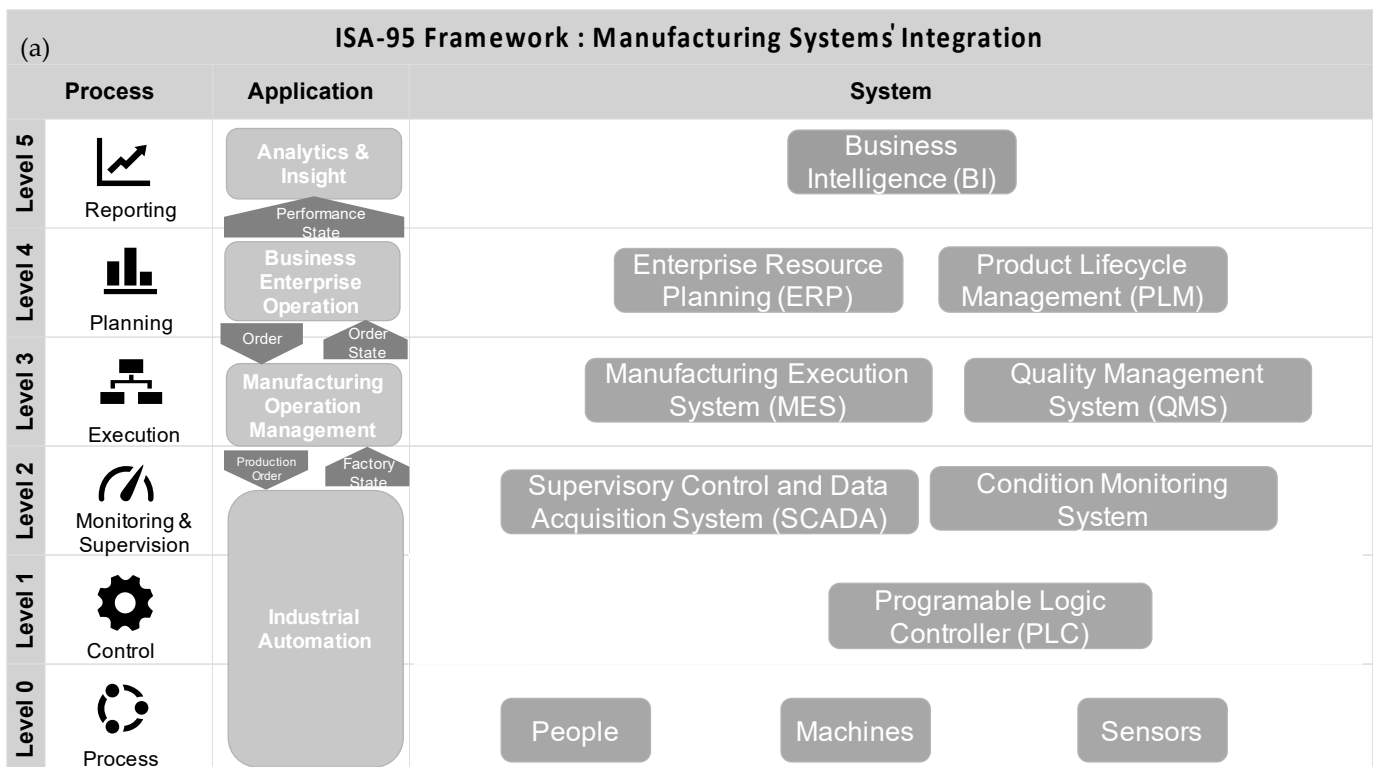 (a)
ISA-95 Framework : Manufacturing Systems' Integration
Process
Application
System
Level 5
Reporting
Analytics &
Insight
Business
Intelligence (BI)
Performance
State
Level 4
Planning
Business
Enterprise
Operation
Enterprise Resource
Planning (ERP)
Product Lifecycle
Management (PLM)
Order
Order
State
Level 3
Execution
Manufacturing
Operation
Management
Manufacturing Execution
System (MES)
Quality Management
System (QMS)
Production
Order
Factory
State
Level 2
Monitoring &
Supervision
Supervisory Control and Data
Acquisition System (SCADA)
Condition Monitoring
System
Level 1
Control
Industrial
Automation
Programable Logic
Controller (PLC)
Level 0
Process
People
Machines
Sensors